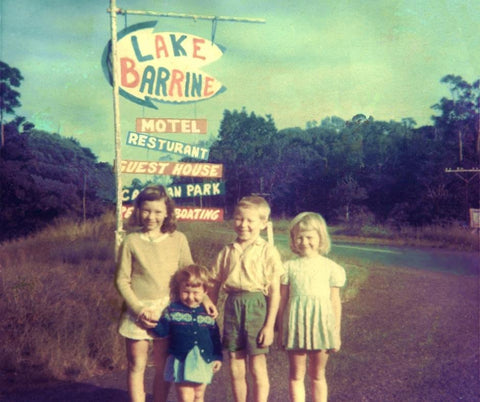 LAKE
BARRINE
MOTEL
RESTURANT
GUEST HOUSE
PARK
BOATING